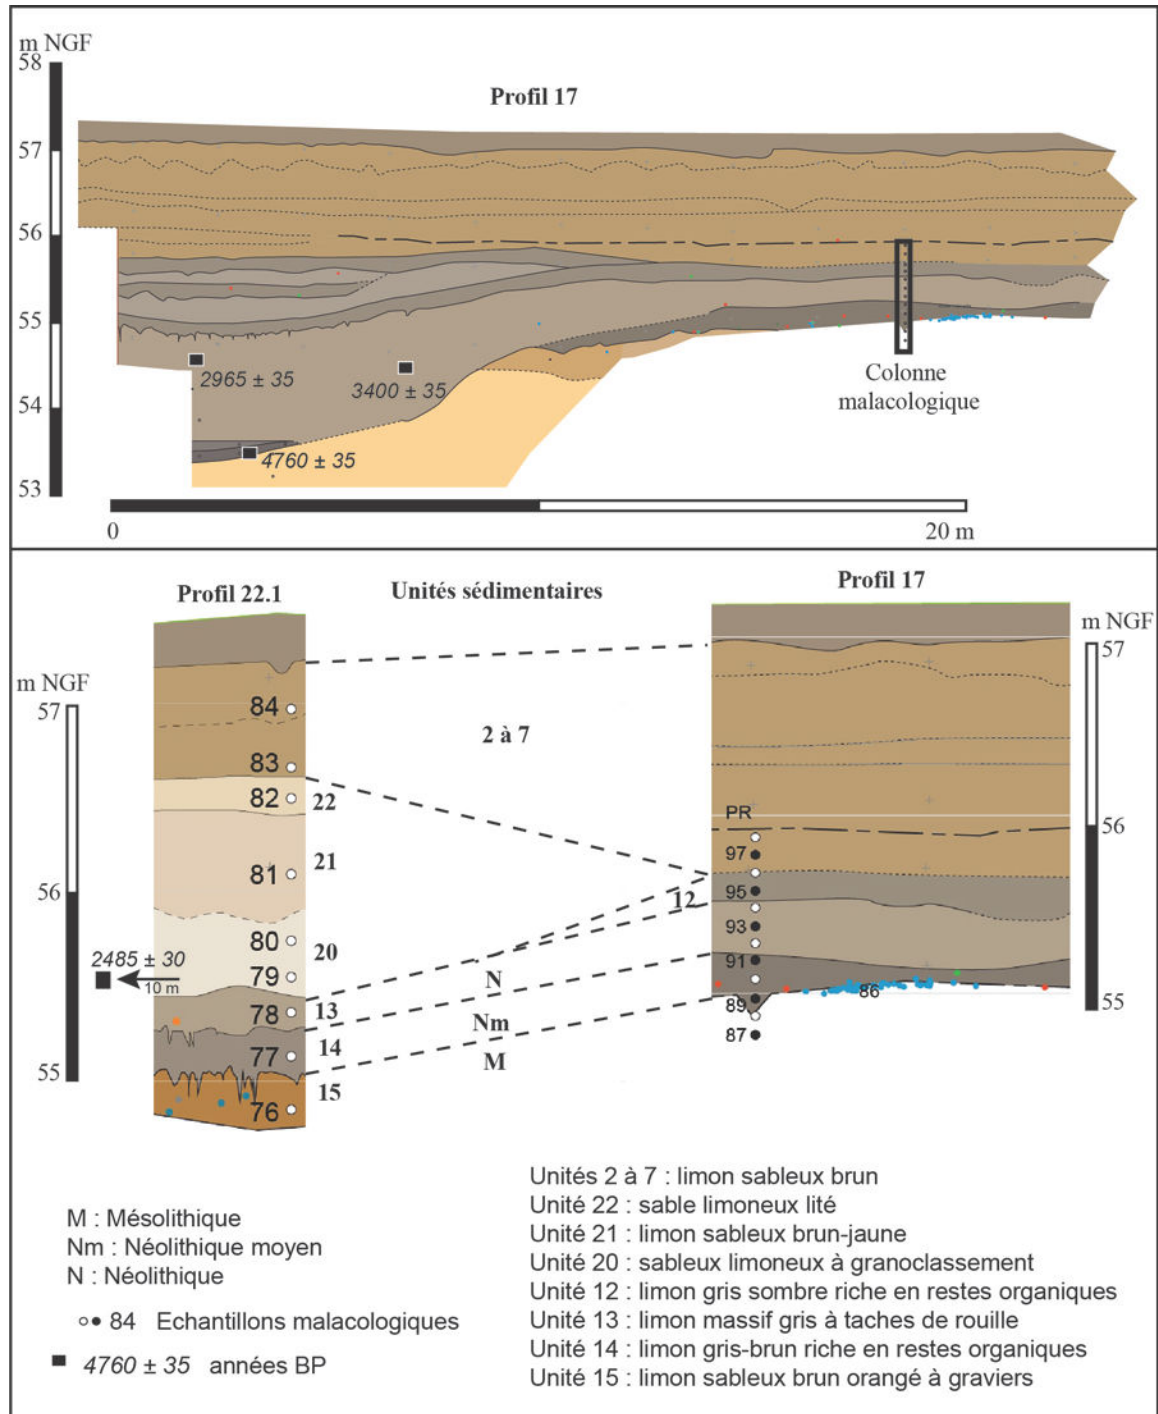 m NGF
58
Profil 17
57
56
55
2965 ± 35
3400 ± 35
Colonne
malacologique
54
4760 ± 35
53
0
20 m
Profil 22.1
Unités sédimentaires
Profil 17
m NGF
57
m NGF
57
84
2 à 7
83
82
22
PR
56
97
81
21
95
56
12
93
80
20
2485 ± 30
79
10 m
91
N
78
13
89
86
55
Nm
77
14
87
M
55
15
76
M : Mésolithique
Nm : Néolithique moyen
N : Néolithique
84 Echantillons malacologiques
4760 ± 35 années BP
Unités 2 à 7 : limon sableux brun
Unité 22 : sable limoneux lité
Unité 21 : limon sableux brun-jaune
Unité 20 : sableux limoneux à granoclassement
Unité 12 : limon gris sombre riche en restes organiques
Unité 13 : limon massif gris à taches de rouille
Unité 14 : limon gris-brun riche en restes organiques
Unité 15 : limon sableux brun orangé à graviers